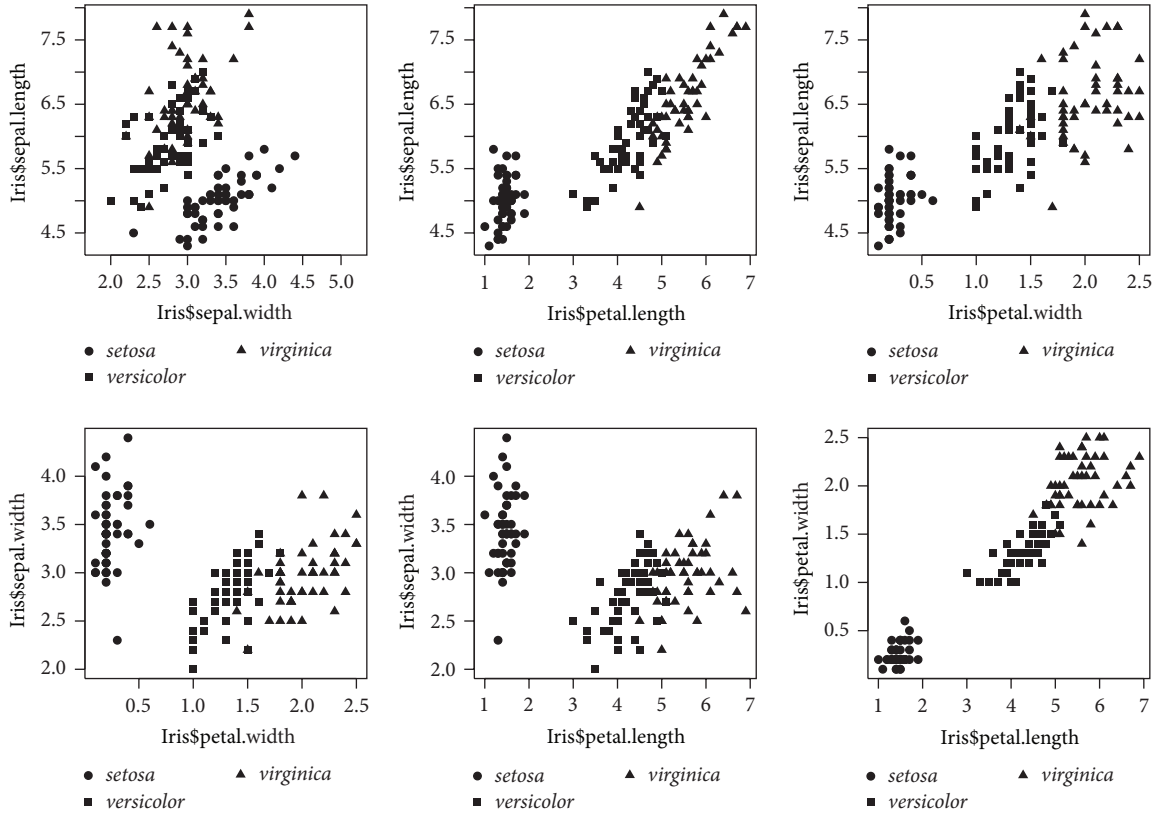 7.5
6.5
5.5
4.5
Iris$sepal.length
2.0 2.5 3.0 3.5 4.0 4.5 5.0
Iris$sepal.width
setosa virginica
versicolor
7.5
6.5
5.5
4.5
Iris$sepal.length
1 2 3 4 5 6 7
Iris$petal.length
setosa virginica
versicolor
7.5
6.5
5.5
4.5
Iris$sepal.length
0.5 1.0 1.5 2.0 2.5
Iris$petal.width
setosa virginica
versicolor
4.0
3.5
3.0
2.5
2.0
Iris$sepal.width
0.5 1.0 1.5 2.0 2.5
Iris$petal.width
setosa virginica
versicolor
4.0
3.5
3.0
2.5
2.0
Iris$sepal.width
1 2 3 4 5 6 7
Iris$petal.length
setosa virginica
versicolor
2.5
2.0
1.5
1.0
0.5
Iris$petal.width
1 2 3 4 5 6 7
Iris$petal.length
setosa virginica
versicolor